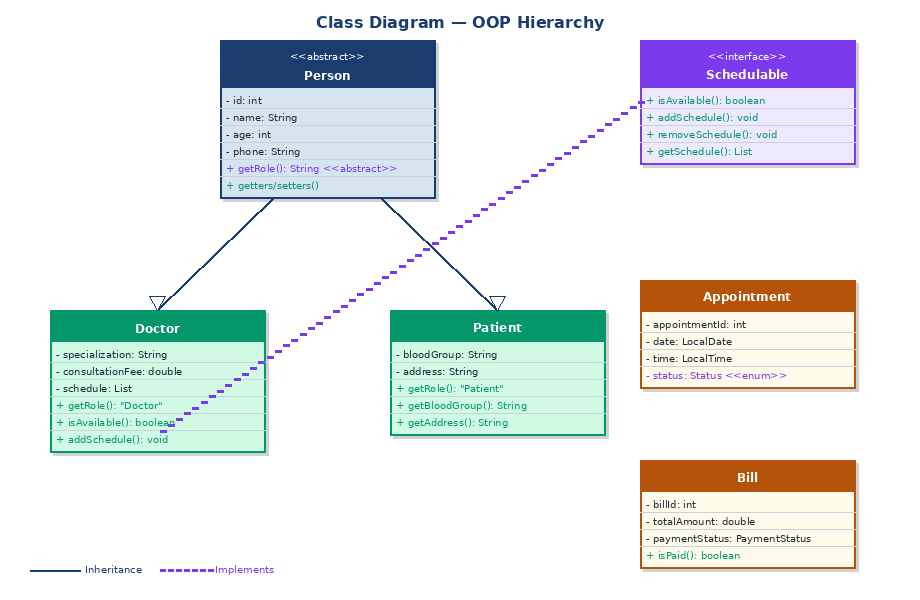 Class Diagram — OOP Hierarchy
<<abstract>>
Person
- id: int
- name: String
- age: int
- phone: String
+ getRole(): String <<abstract>>
+ getters/setters()
<<interface>>
Schedulable
+ isAvailable(): boolean
+ addSchedule(): void
+ removeSchedule(): void
+ getSchedule(): List
Doctor
- specialization: String
- consultationFee: double
- schedule: List
+ getRole(): "Doctor"
+ isAvailable(): boolean
+ addSchedule(): void
Patient
- bloodGroup: String
- address: String
+ getRole(): "Patient"
+ getBloodGroup(): String
+ getAddress(): String
Appointment
- appointmentId: int
- date: LocalDate
- time: LocalTime
- status: Status <<enum>>
Bill
- billId: int
- totalAmount: double
- paymentStatus: PaymentStatus
+ isPaid(): boolean
Inheritance
Implements